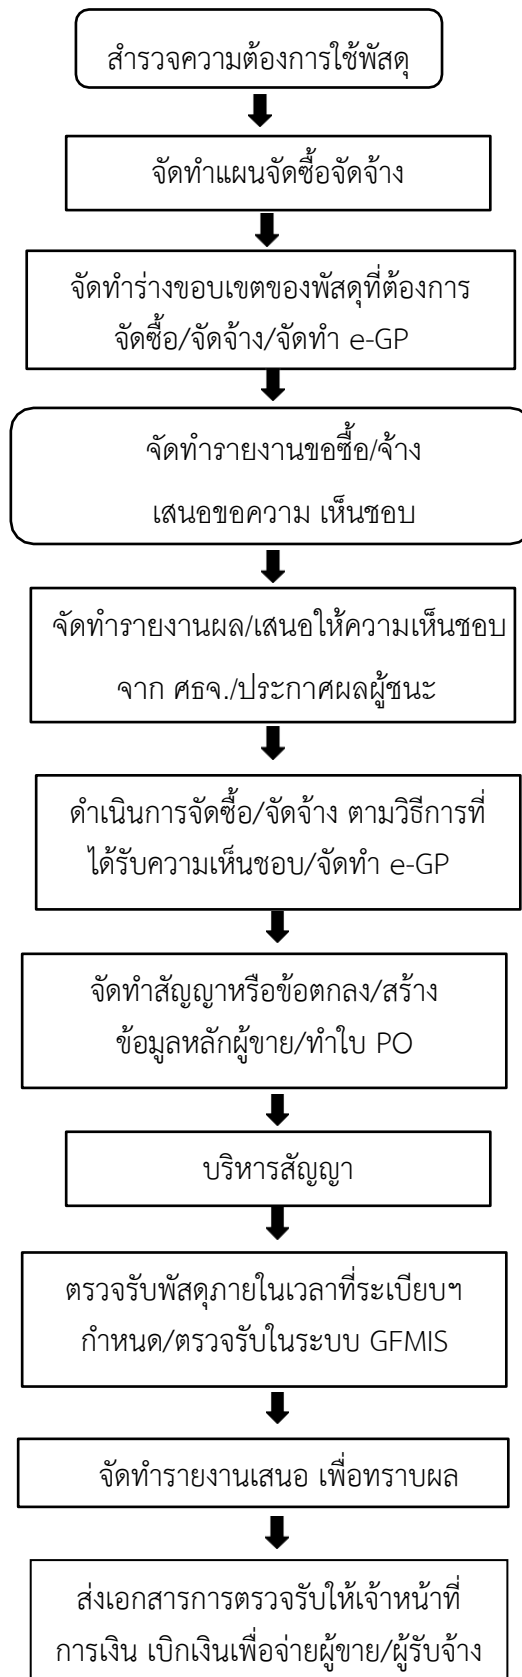 สำรวจความต้องการใช้พัสดุ
จัดทำแผนจัดซื้อจัดจ้าง
จัดทำร่างขอบเขตของพัสดุที่ต้องการ
จัดซื้อ/จัดจ้าง/จัดทำ e-GP
จัดทำรายงานขอซื้อ/จ้าง
เสนอขอความ เห็นชอบ
จัดทำรายงานผล/เสนอให้ความเห็นชอบ
จาก ศธจ./ประกาศผลผู้ชนะ
ดำเนินการจัดซื้อ/จัดจ้าง ตามวิธีการที่
ได้รับความเห็นชอบ/จัดทำ e-GP
จัดทำสัญญาหรือข้อตกลง/สร้าง
ข้อมูลหลักผู้ขาย/ทำใบ PO
บริหารสัญญา
ตรวจรับพัสดุภายในเวลาที่ระเบียบฯ
กำหนด/ตรวจรับในระบบ GFMIS
จัดทำรายงานเสนอ เพื่อทราบผล
ส่งเอกสารการตรวจรับให้เจ้าหน้าที่
การเงิน เบิกเงินเพื่อจ่ายผู้ขาย/ผู้รับจ้าง